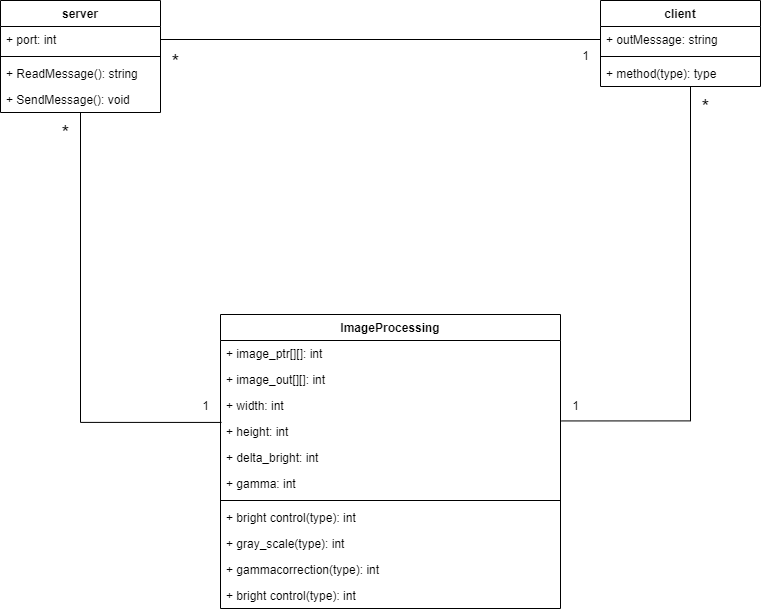 server
+ port: int
+ ReadMessage(): string
+ SendMessage(): void
client
+ outMessage: string
+ method(type): type
*
1
*
*
ImageProcessing
+ image_ptr[][]: int
+ image_out[][]: int
+ width: int
+ height: int
+ delta_bright: int
+ gamma: int
+ bright control(type): int
+ gray_scale(type): int
+ gammacorrection(type): int
+ bright control(type): int
1
1